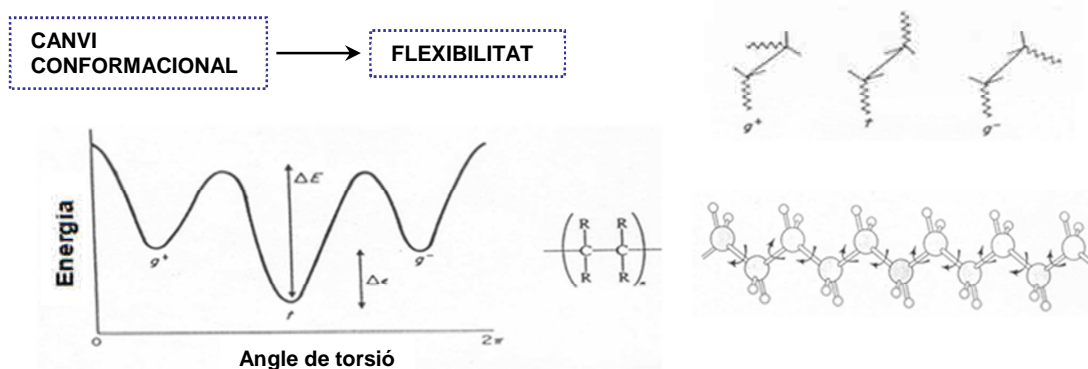 CANVI
CONFORMACIONAL
FLEXIBILITAT
g⁺
t
g⁻
Energia
ΔE
g⁺
g⁻
Δε
t
0
2π
Angle de torsió
R R
C C
R R
n